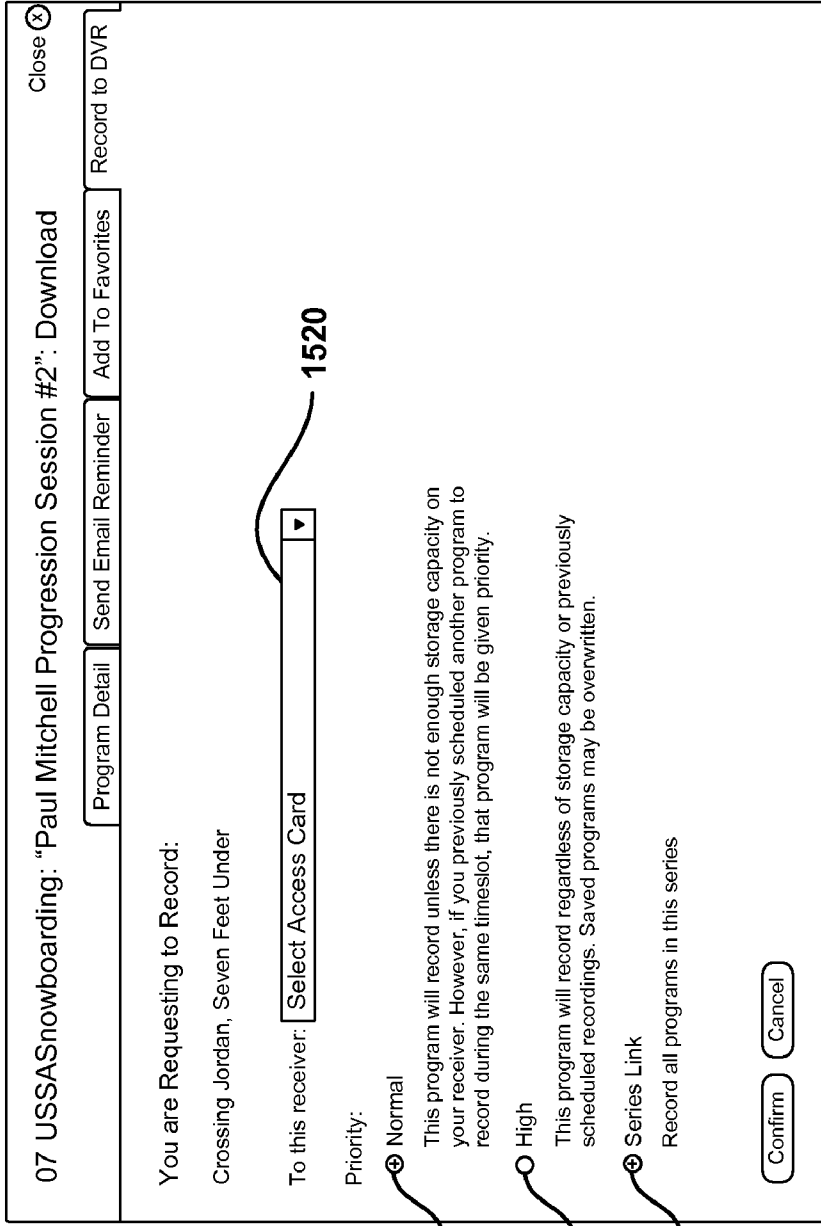 07 USSASnowboarding: “Paul Mitchell Progression Session #2”: Download
Close
Program Detail
Send Email Reminder
Add To Favorites
Record to DVR
You are Requesting to Record:
Crossing Jordan, Seven Feet Under
To this receiver: Select Access Card
1520
Priority:
Normal
This program will record unless there is not enough storage capacity on
your receiver. However, if you previously scheduled another program to
record during the same timeslot, that program will be given priority.
High
This program will record regardless of storage capacity or previously
scheduled recordings. Saved programs may be overwritten.
Series Link
Record all programs in this series
Confirm
Cancel